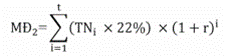 MĐ₂ = ∑_{i=1}^{t} (TNᵢ × 22%) × (1 + r)ⁱ